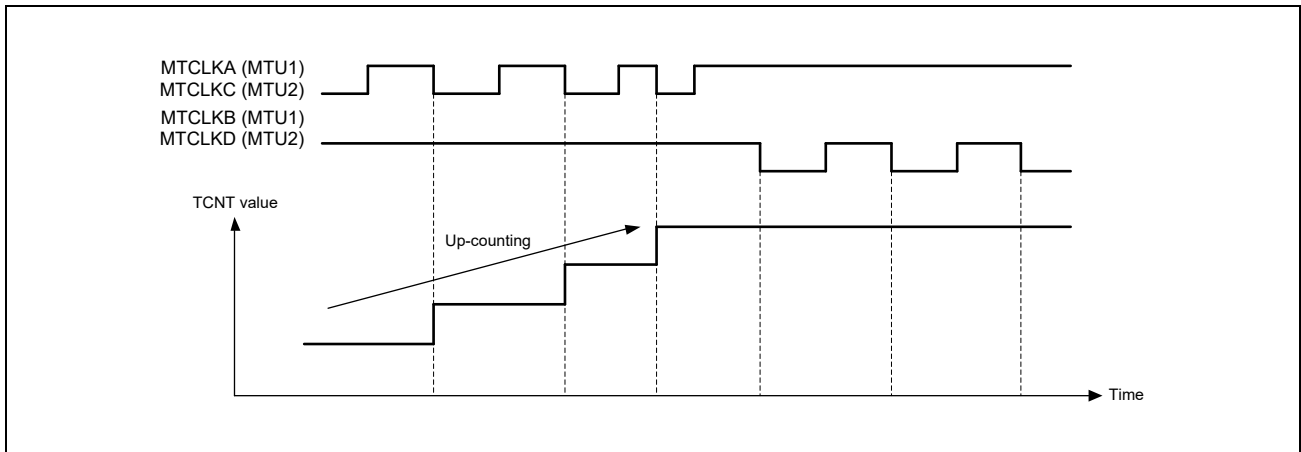 MTCLKA (MTU1)
MTCLKC (MTU2)
MTCLKB (MTU1)
MTCLKD (MTU2)
TCNT value
Up-counting
Time